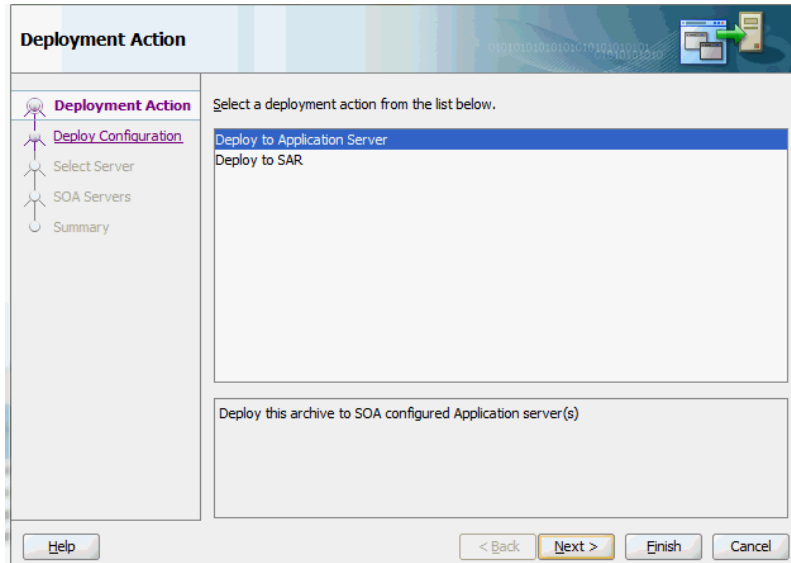 Deployment Action
Deployment Action
Deploy Configuration
Select Server
SOA Servers
Summary
Select a deployment action from the list below.
Deploy to Application Server
Deploy to SAR
Deploy this archive to SOA configured Application server(s)
Help
< Back
Next >
Finish
Cancel